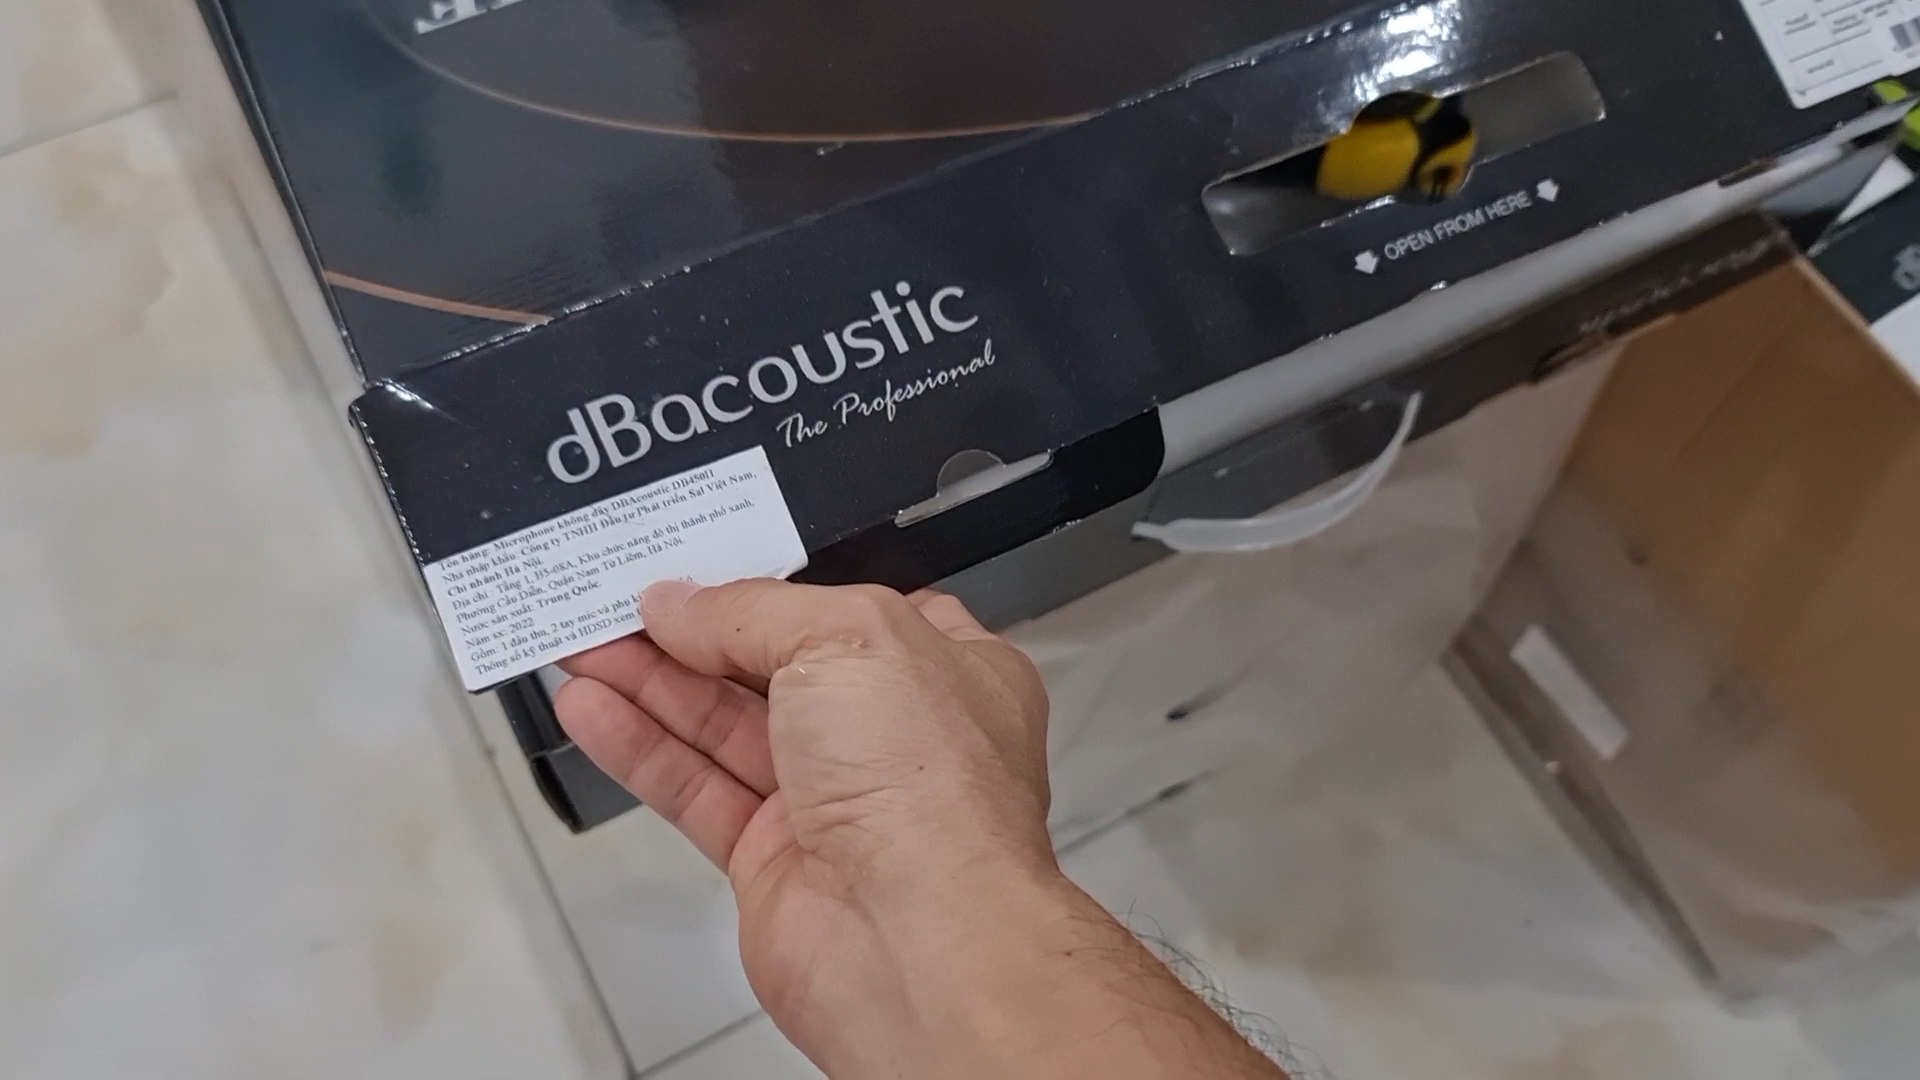 OPEN FROM HERE
dBacoustic
The Professional
Tên hàng: Microphone không dây DBAcoustic DB450II
Nhà nhập khẩu: Công ty TNHH Đầu tư Phát triển Sal Việt Nam,
Chi nhánh Hà Nội.
Địa chỉ: Tầng 1, B5-08A, Khu chức năng đô thị thành phố xanh,
Phường Cầu Diễn, Quận Nam Từ Liêm, Hà Nội.
Nước sản xuất: Trung Quốc.
Năm sx: 2022
Gồm: 1 đầu thu, 2 tay mic và phụ
Thông số kỹ thuật và HDSD xem